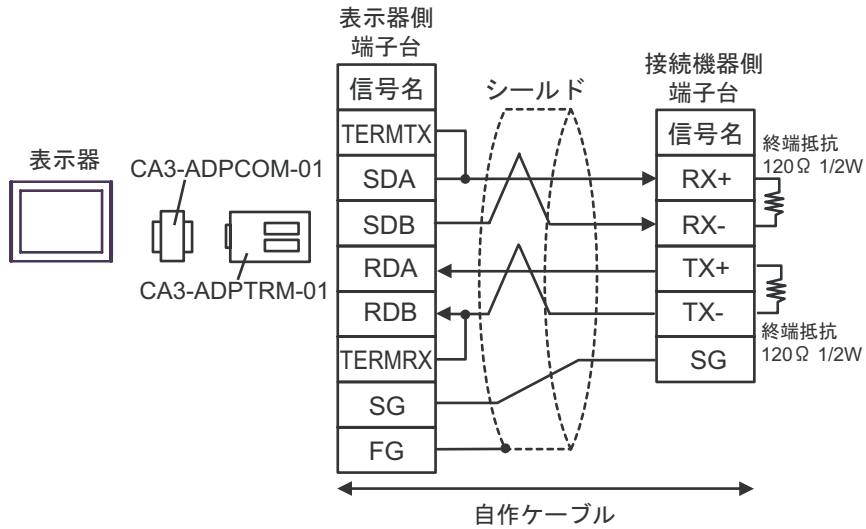 表示器
CA3-ADPCOM-01
CA3-ADPTRM-01
表示器側
端子台
信号名
TERMTX
SDA
SDB
RDA
RDB
TERMRX
SG
FG
シールド
接続機器側
端子台
信号名
RX+
RX-
TX+
TX-
SG
終端抵抗
120Ω 1/2W
終端抵抗
120Ω 1/2W
自作ケーブル